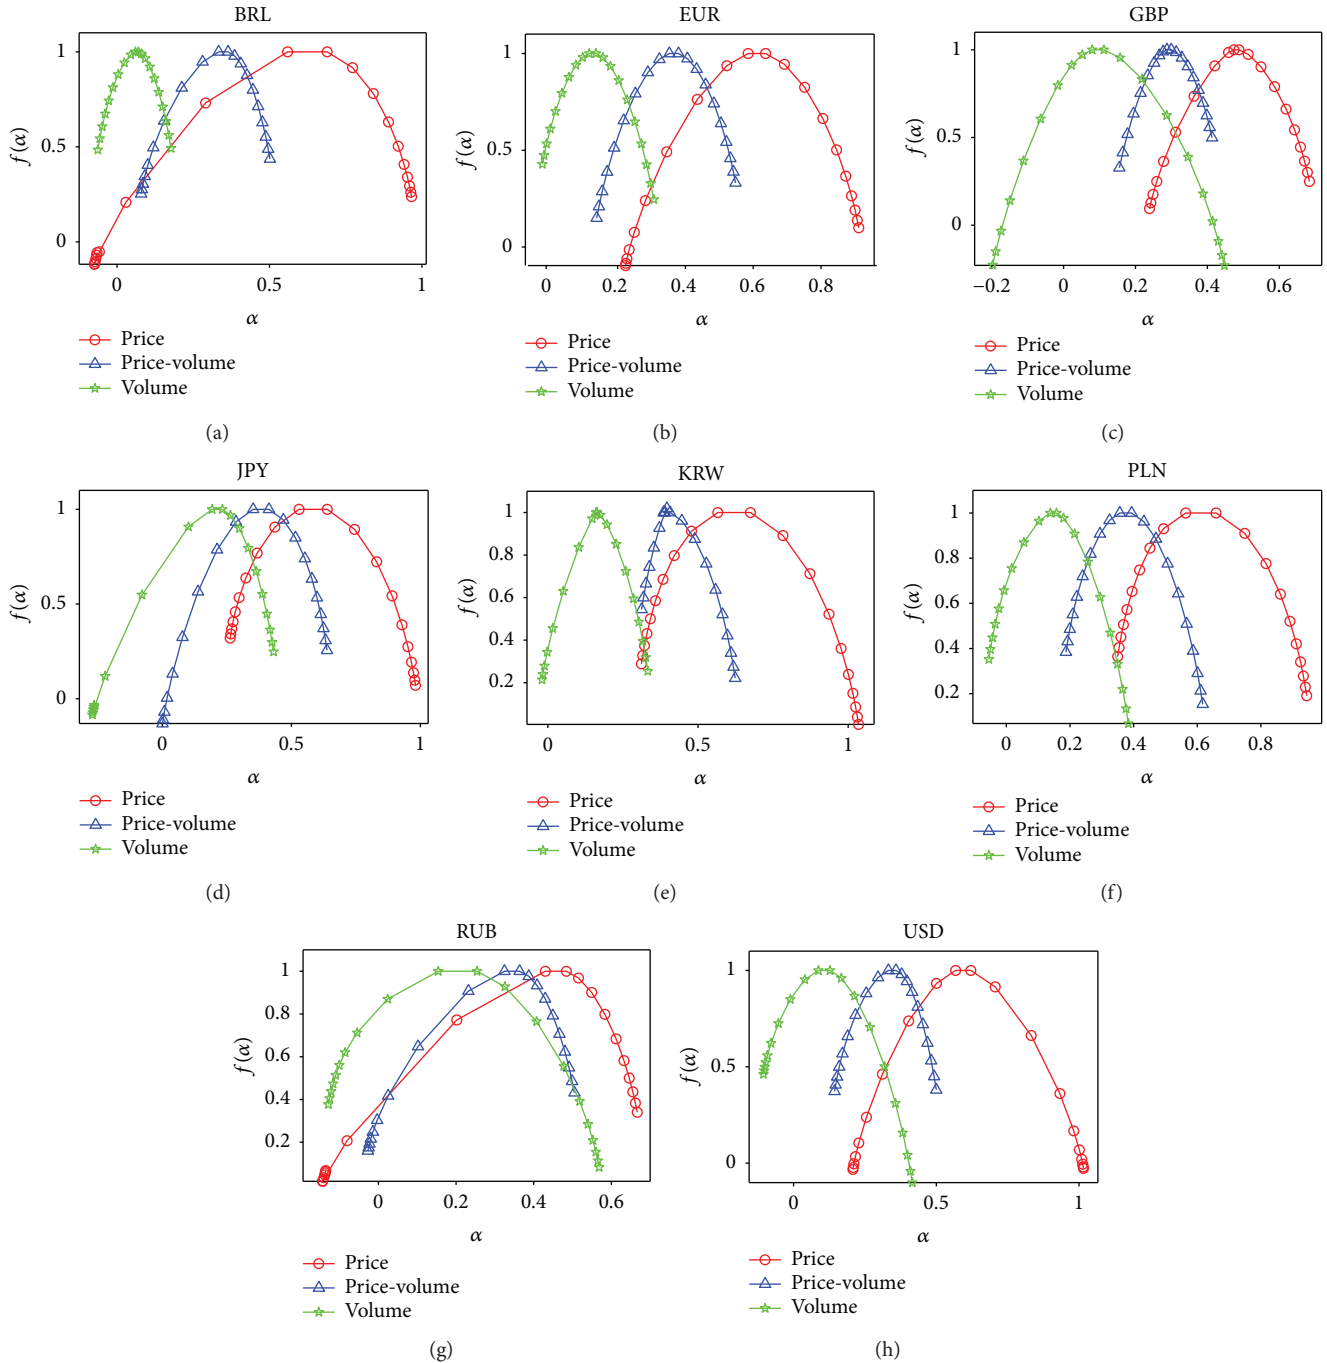 BRL
1
0.5
0
f(α)
0 0.5 1
α
Price
Price-volume
Volume
(a)
EUR
1
0.5
0
f(α)
0 0.2 0.4 0.6 0.8
α
Price
Price-volume
Volume
(b)
GBP
1
0.5
0
f(α)
−0.2 0 0.2 0.4 0.6
α
Price
Price-volume
Volume
(c)
JPY
1
0.5
0
f(α)
0 0.5 1
α
Price
Price-volume
Volume
(d)
KRW
1
0.8
0.6
0.4
0.2
f(α)
0 0.5 1
α
Price
Price-volume
Volume
(e)
PLN
1
0.8
0.6
0.4
0.2
f(α)
0 0.2 0.4 0.6 0.8
α
Price
Price-volume
Volume
(f)
RUB
1
0.8
0.6
0.4
0.2
f(α)
0 0.2 0.4 0.6
α
Price
Price-volume
Volume
(g)
USD
1
0.5
0
f(α)
0 0.5 1
α
Price
Price-volume
Volume
(h)